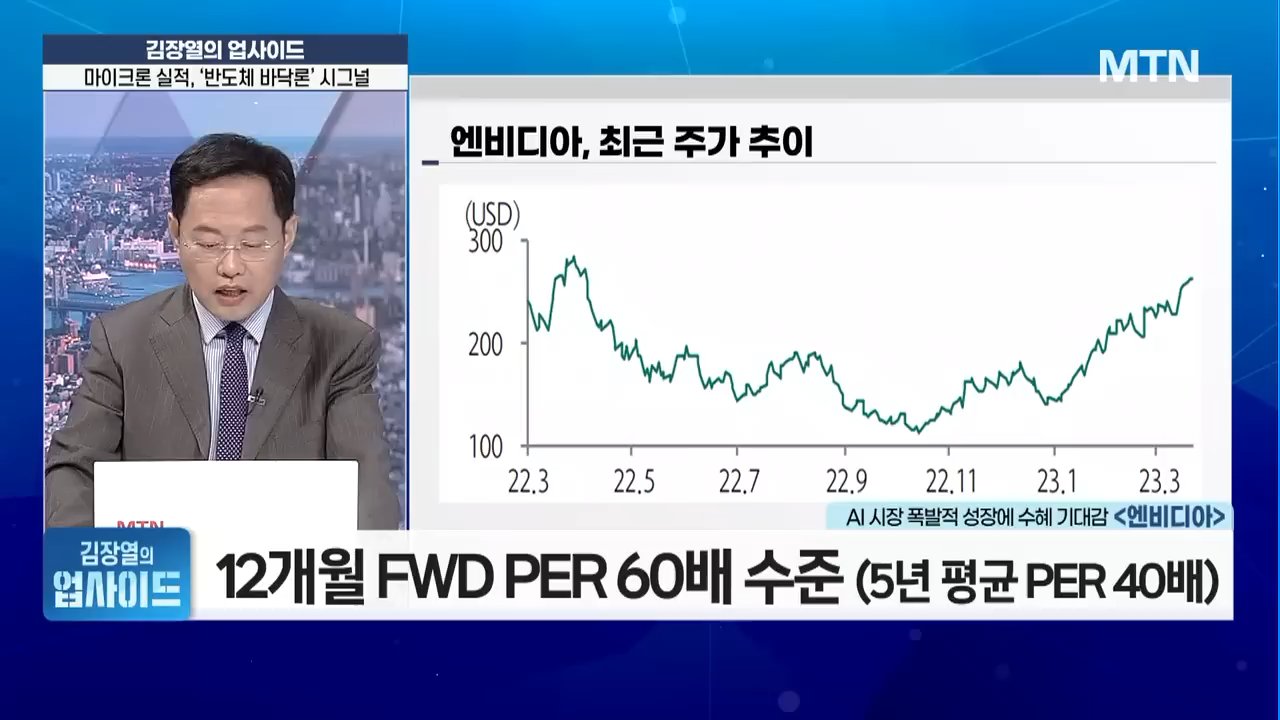 김장열의 업사이드
마이크론 실적, ‘반도체 바닥론’ 시그널
MTN
엔비디아, 최근 주가 추이
(USD)
300
200
100
22.3 22.5 22.7 22.9 22.11 23.1 23.3
AI 시장 폭발적 성장에 수혜 기대감 <엔비디아>
MTN
김장열의
업사이드
12개월 FWD PER 60배 수준 (5년 평균 PER 40배)